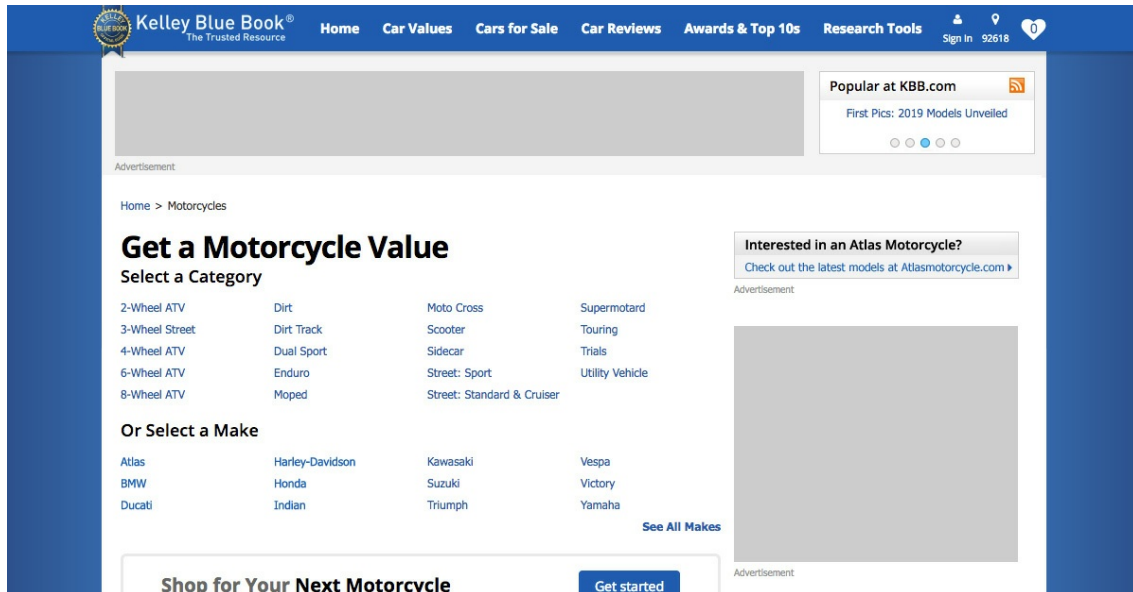 KELLEY
BLUE BOOK
Kelley Blue Book®
The Trusted Resource
Home Car Values Cars for Sale Car Reviews Awards & Top 10s Research Tools Sign In 92618 0
Popular at KBB.com
First Pics: 2019 Models Unveiled
Advertisement
Home > Motorcycles
Get a Motorcycle Value
Select a Category
2-Wheel ATV Dirt Moto Cross Supermotard
3-Wheel Street Dirt Track Scooter Touring
4-Wheel ATV Dual Sport Sidecar Trials
6-Wheel ATV Enduro Street: Sport Utility Vehicle
8-Wheel ATV Moped Street: Standard & Cruiser
Or Select a Make
Atlas Harley-Davidson Kawasaki Vespa
BMW Honda Suzuki Victory
Ducati Indian Triumph Yamaha
See All Makes
Shop for Your Next Motorcycle Get started
Interested in an Atlas Motorcycle?
Check out the latest models at Atlasmotorcycle.com
Advertisement
Advertisement